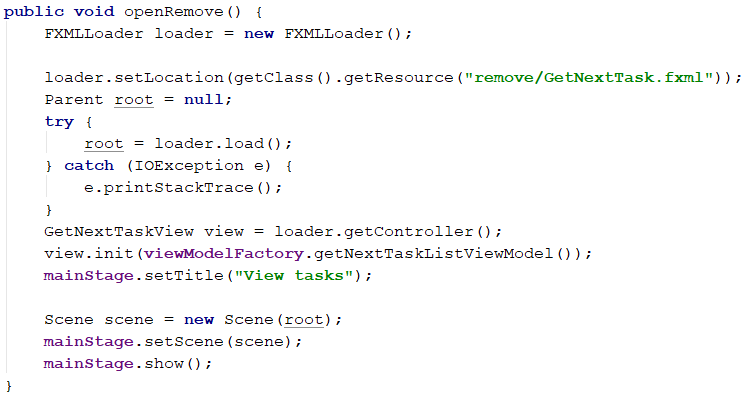 public void openRemove() {
    FXMLLoader loader = new FXMLLoader();

    loader.setLocation(getClass().getResource("remove/GetNextTask.fxml"));
    Parent root = null;
    try {
        root = loader.load();
    } catch (IOException e) {
        e.printStackTrace();
    }
    GetNextTaskView view = loader.getController();
    view.init(viewModelFactory.getNextTaskListViewModel());
    mainStage.setTitle("View tasks");

    Scene scene = new Scene(root);
    mainStage.setScene(scene);
    mainStage.show();
}